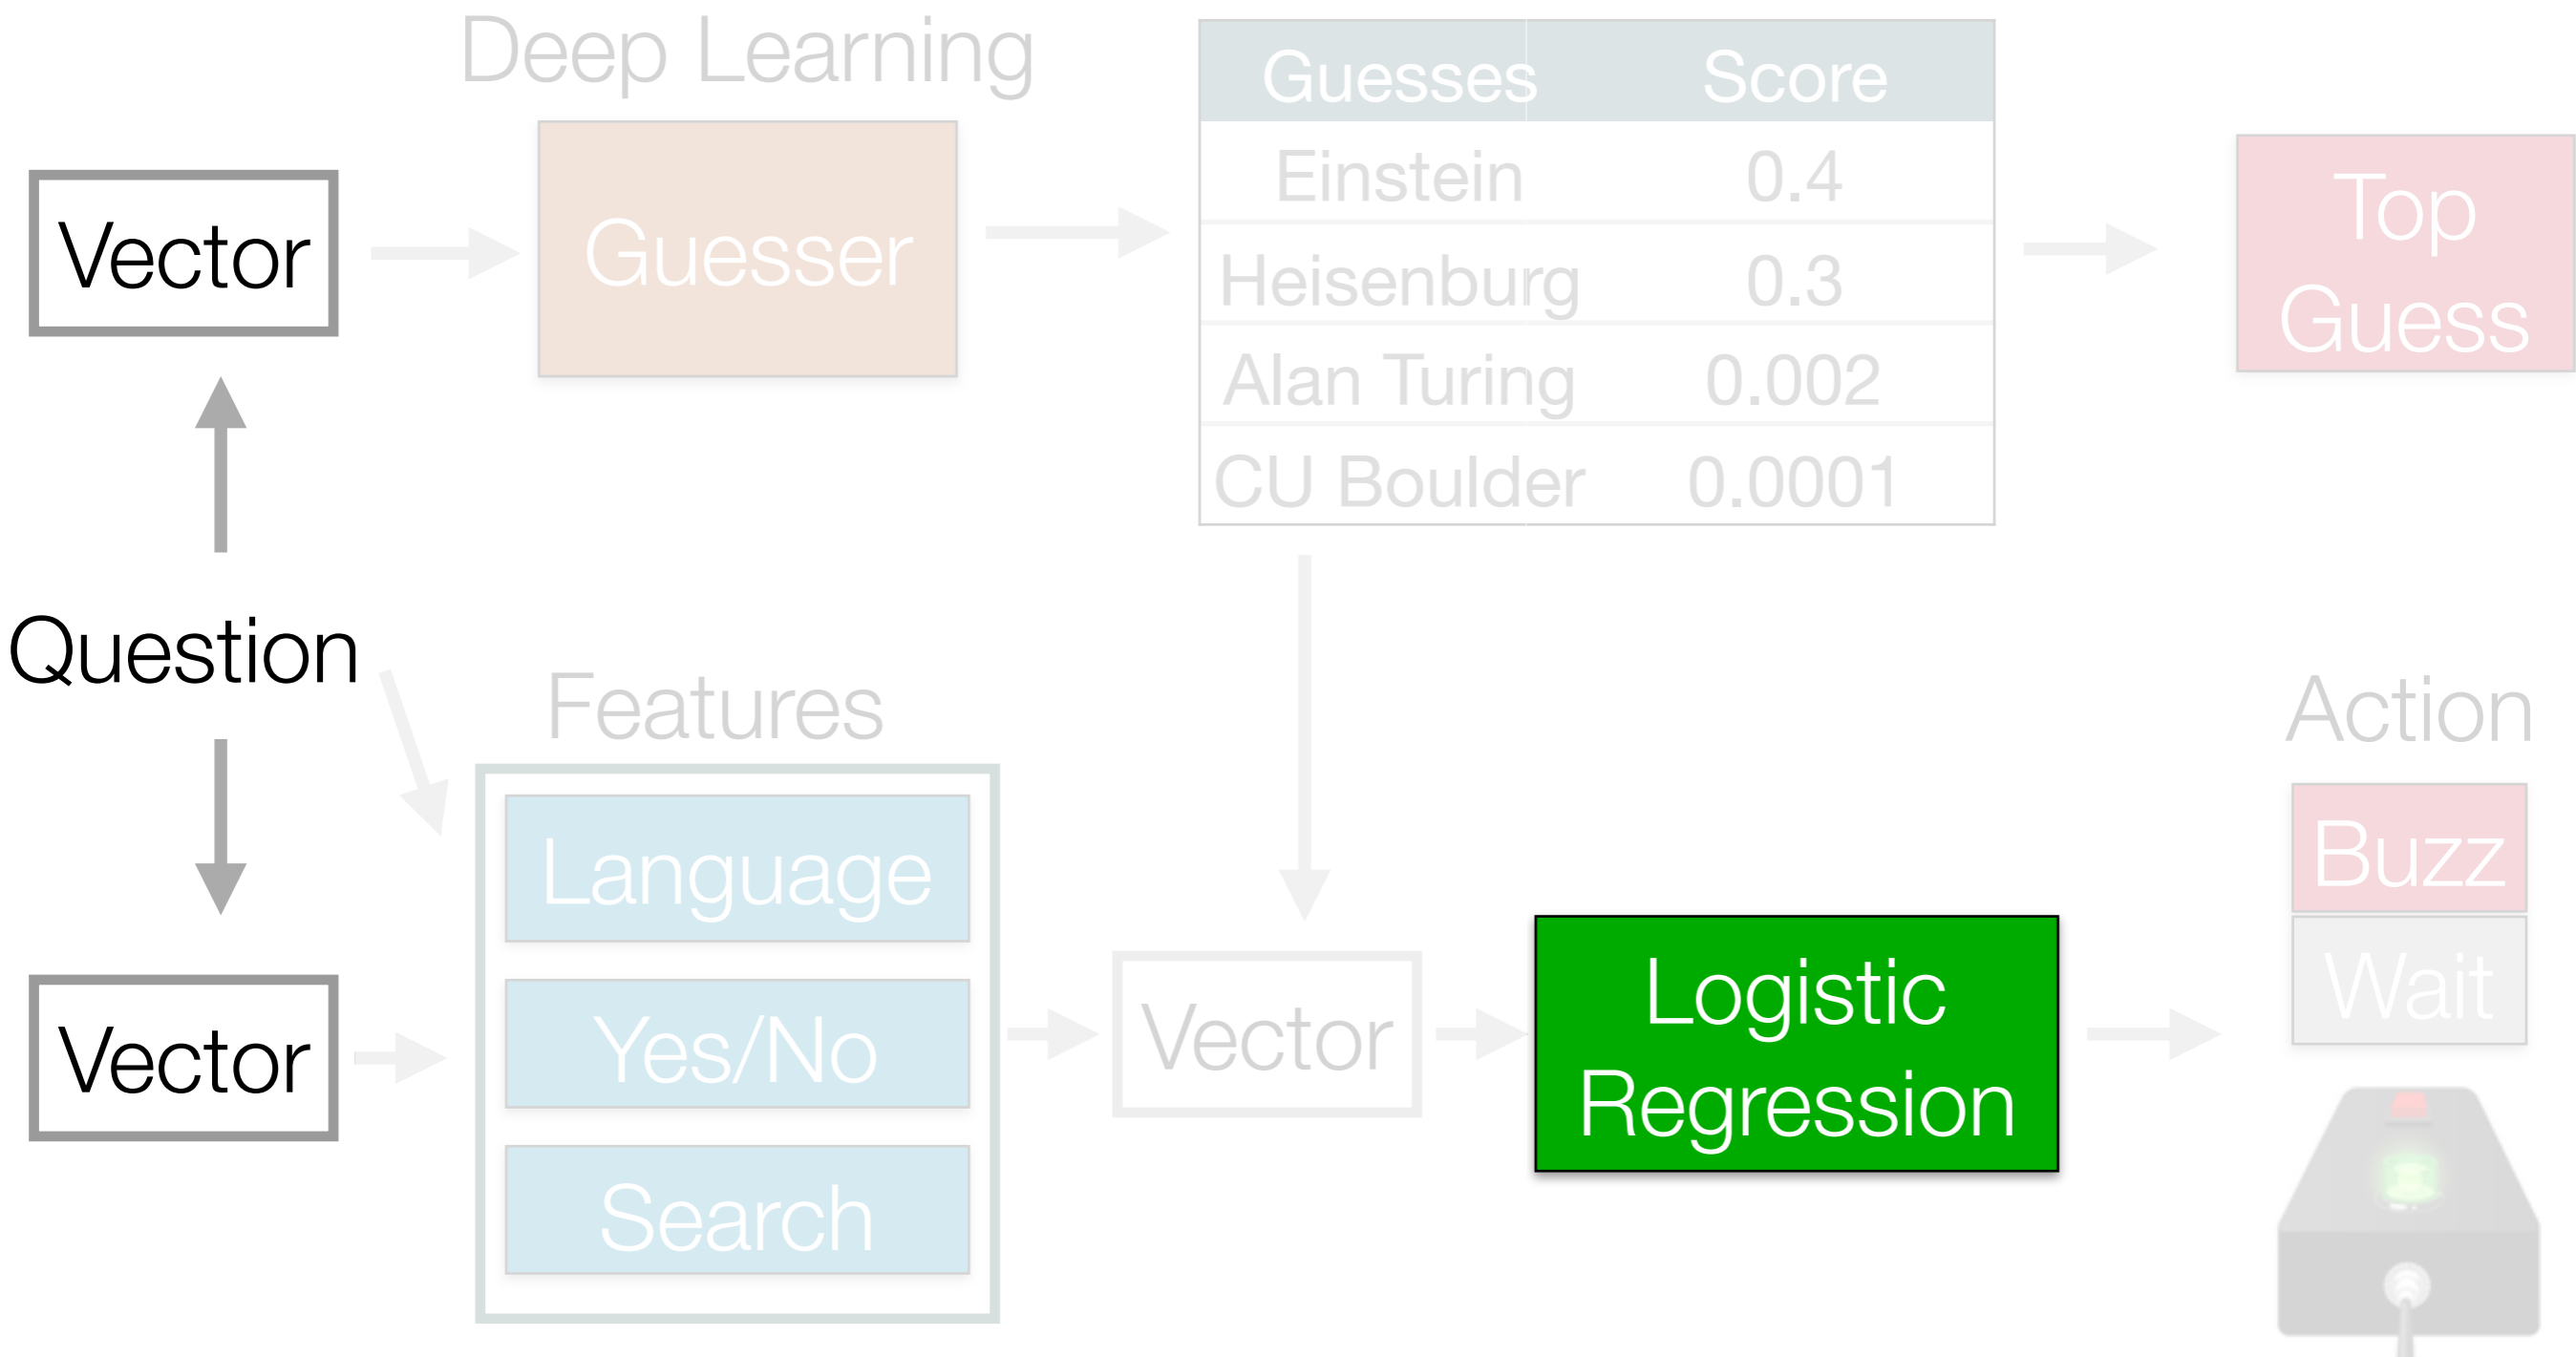 Deep Learning
Guesses Score
Einstein 0.4
Heisenburg 0.3
Alan Turing 0.002
CU Boulder 0.0001
Vector
Guesser
Top
Guess
Question
Features
Language
Yes/No
Search
Vector
Vector
Logistic
Regression
Action
Buzz
Wait